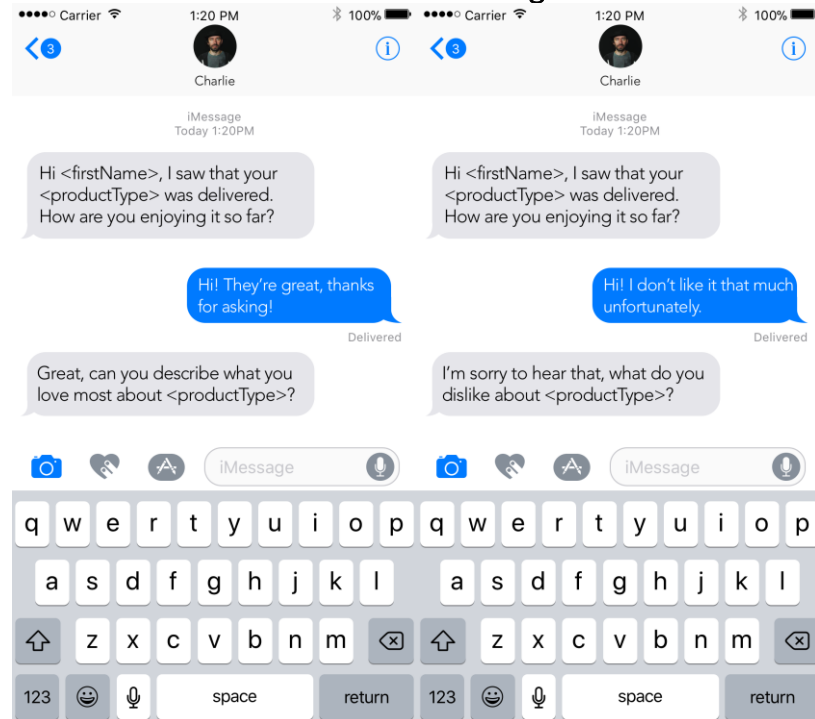 Carrier
1:20 PM
100%
3
Charlie
iMessage
Today 1:20PM
Hi <firstName>, I saw that your
<productType> was delivered.
How are you enjoying it so far?
Hi! They're great, thanks
for asking!
Delivered
Great, can you describe what you
love most about <productType>?
iMessage
q w e r t y u i o p
a s d f g h j k l
z x c v b n m
123 space return
Carrier
1:20 PM
100%
3
Charlie
iMessage
Today 1:20PM
Hi <firstName>, I saw that your
<productType> was delivered.
How are you enjoying it so far?
Hi! I don't like it that much
unfortunately.
Delivered
I'm sorry to hear that, what do you
dislike about <productType>?
iMessage
q w e r t y u i o p
a s d f g h j k l
z x c v b n m
123 space return